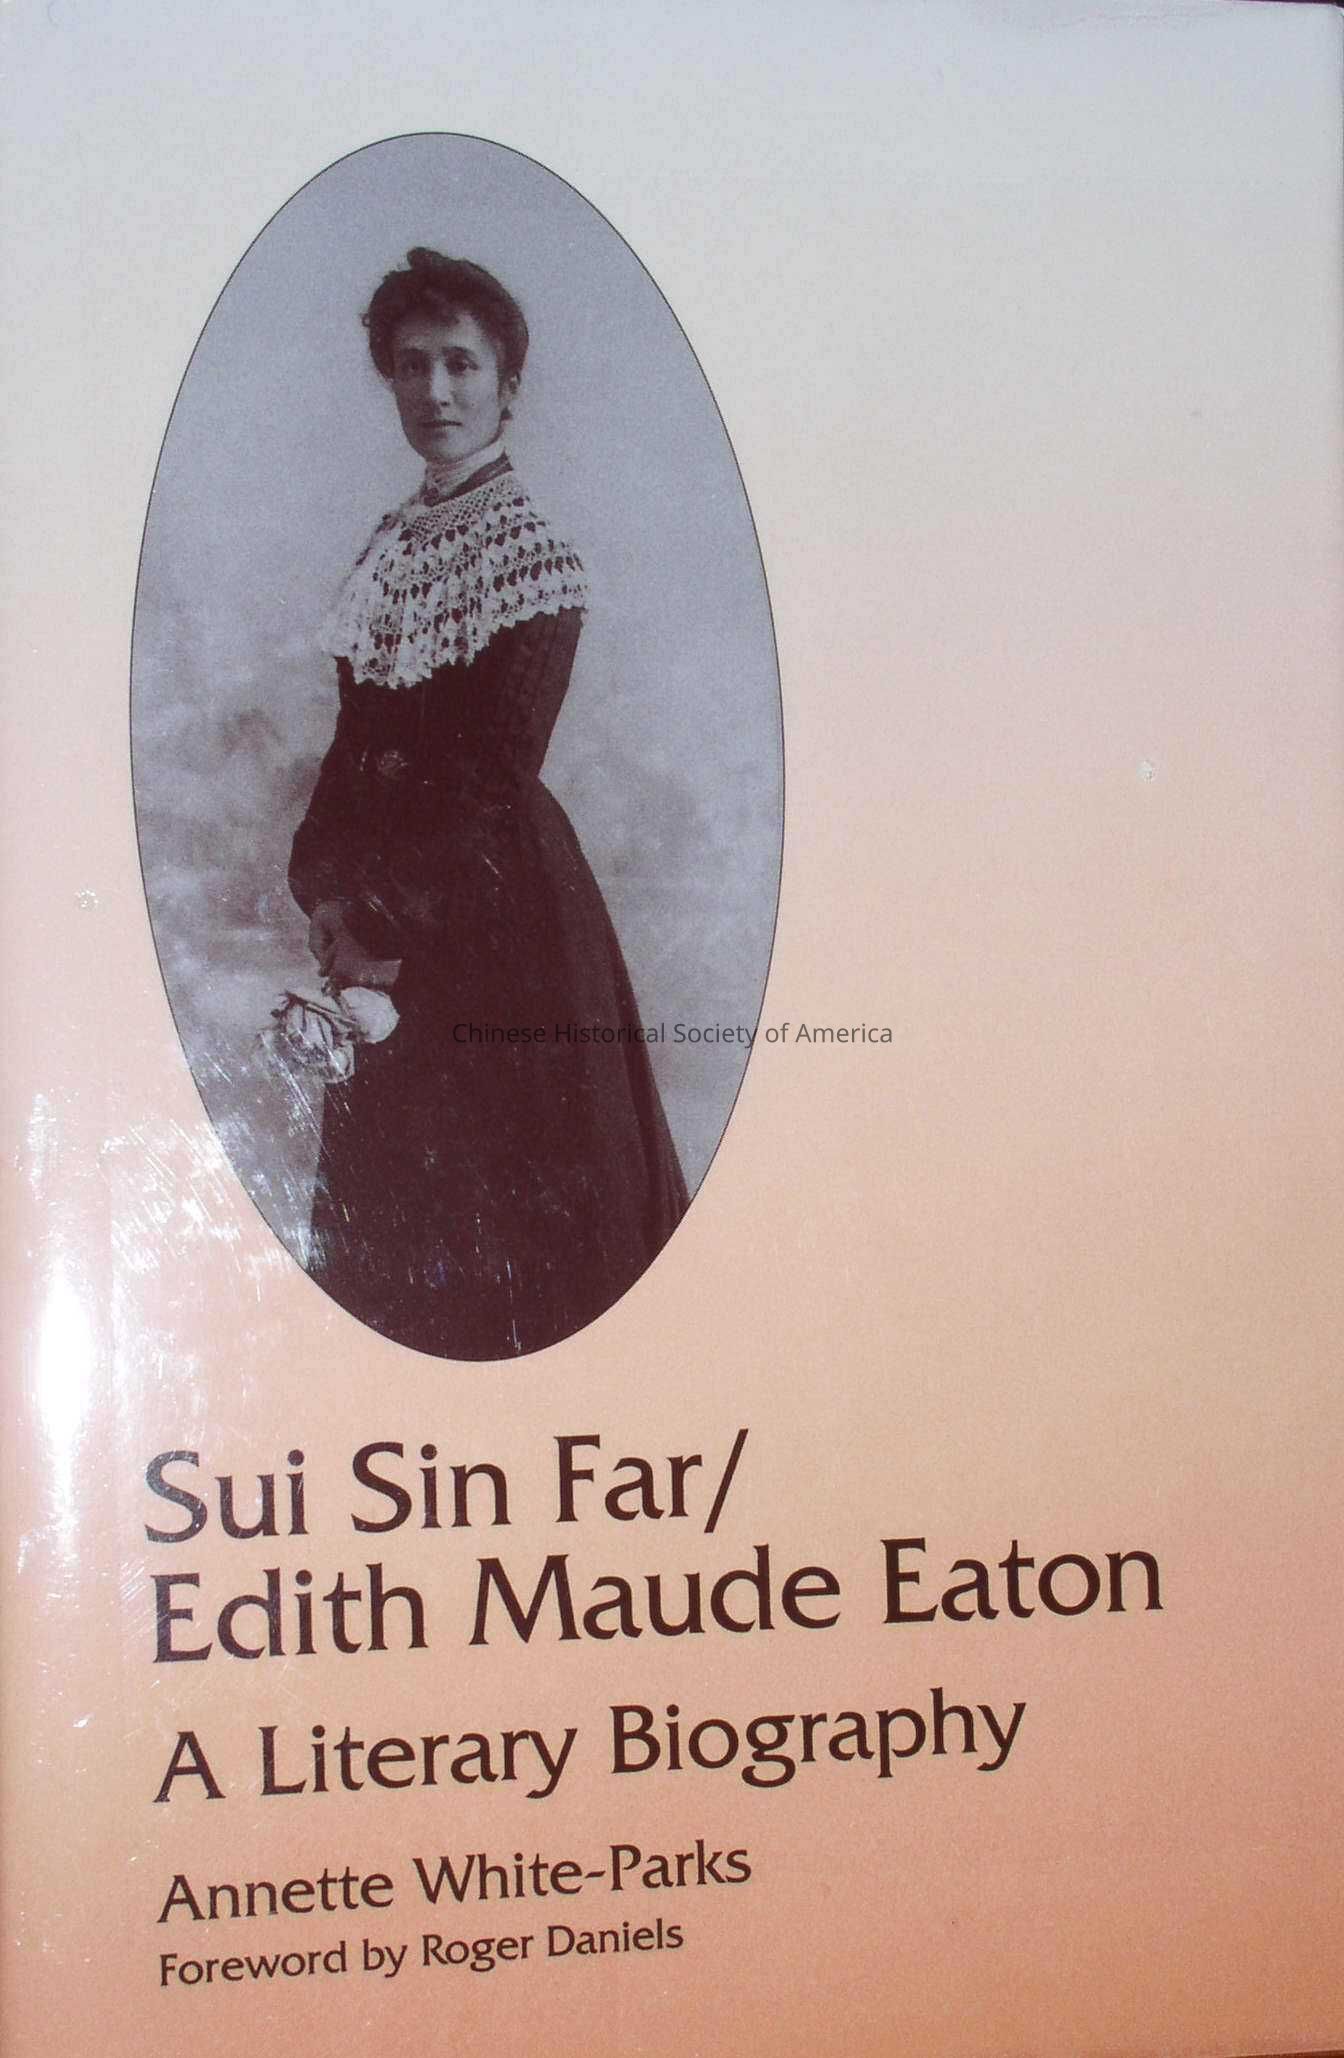 Chinese Historical Society of America
Sui Sin Far/
Edith Maude Eaton
A Literary Biography
Annette White-Parks
Foreword by Roger Daniels